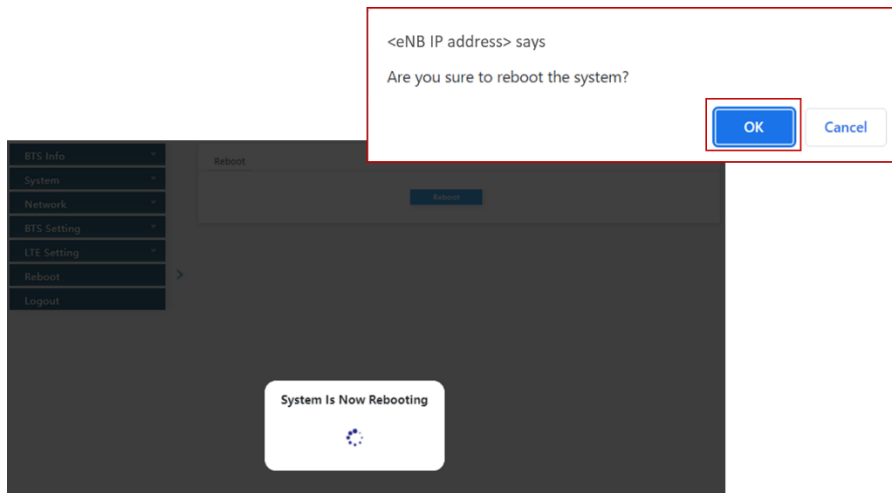 <eNB IP address> says
Are you sure to reboot the system?
OK
Cancel
BTS Info
System
Network
BTS Setting
LTE Setting
Reboot
Logout
Reboot
Reboot
System Is Now Rebooting